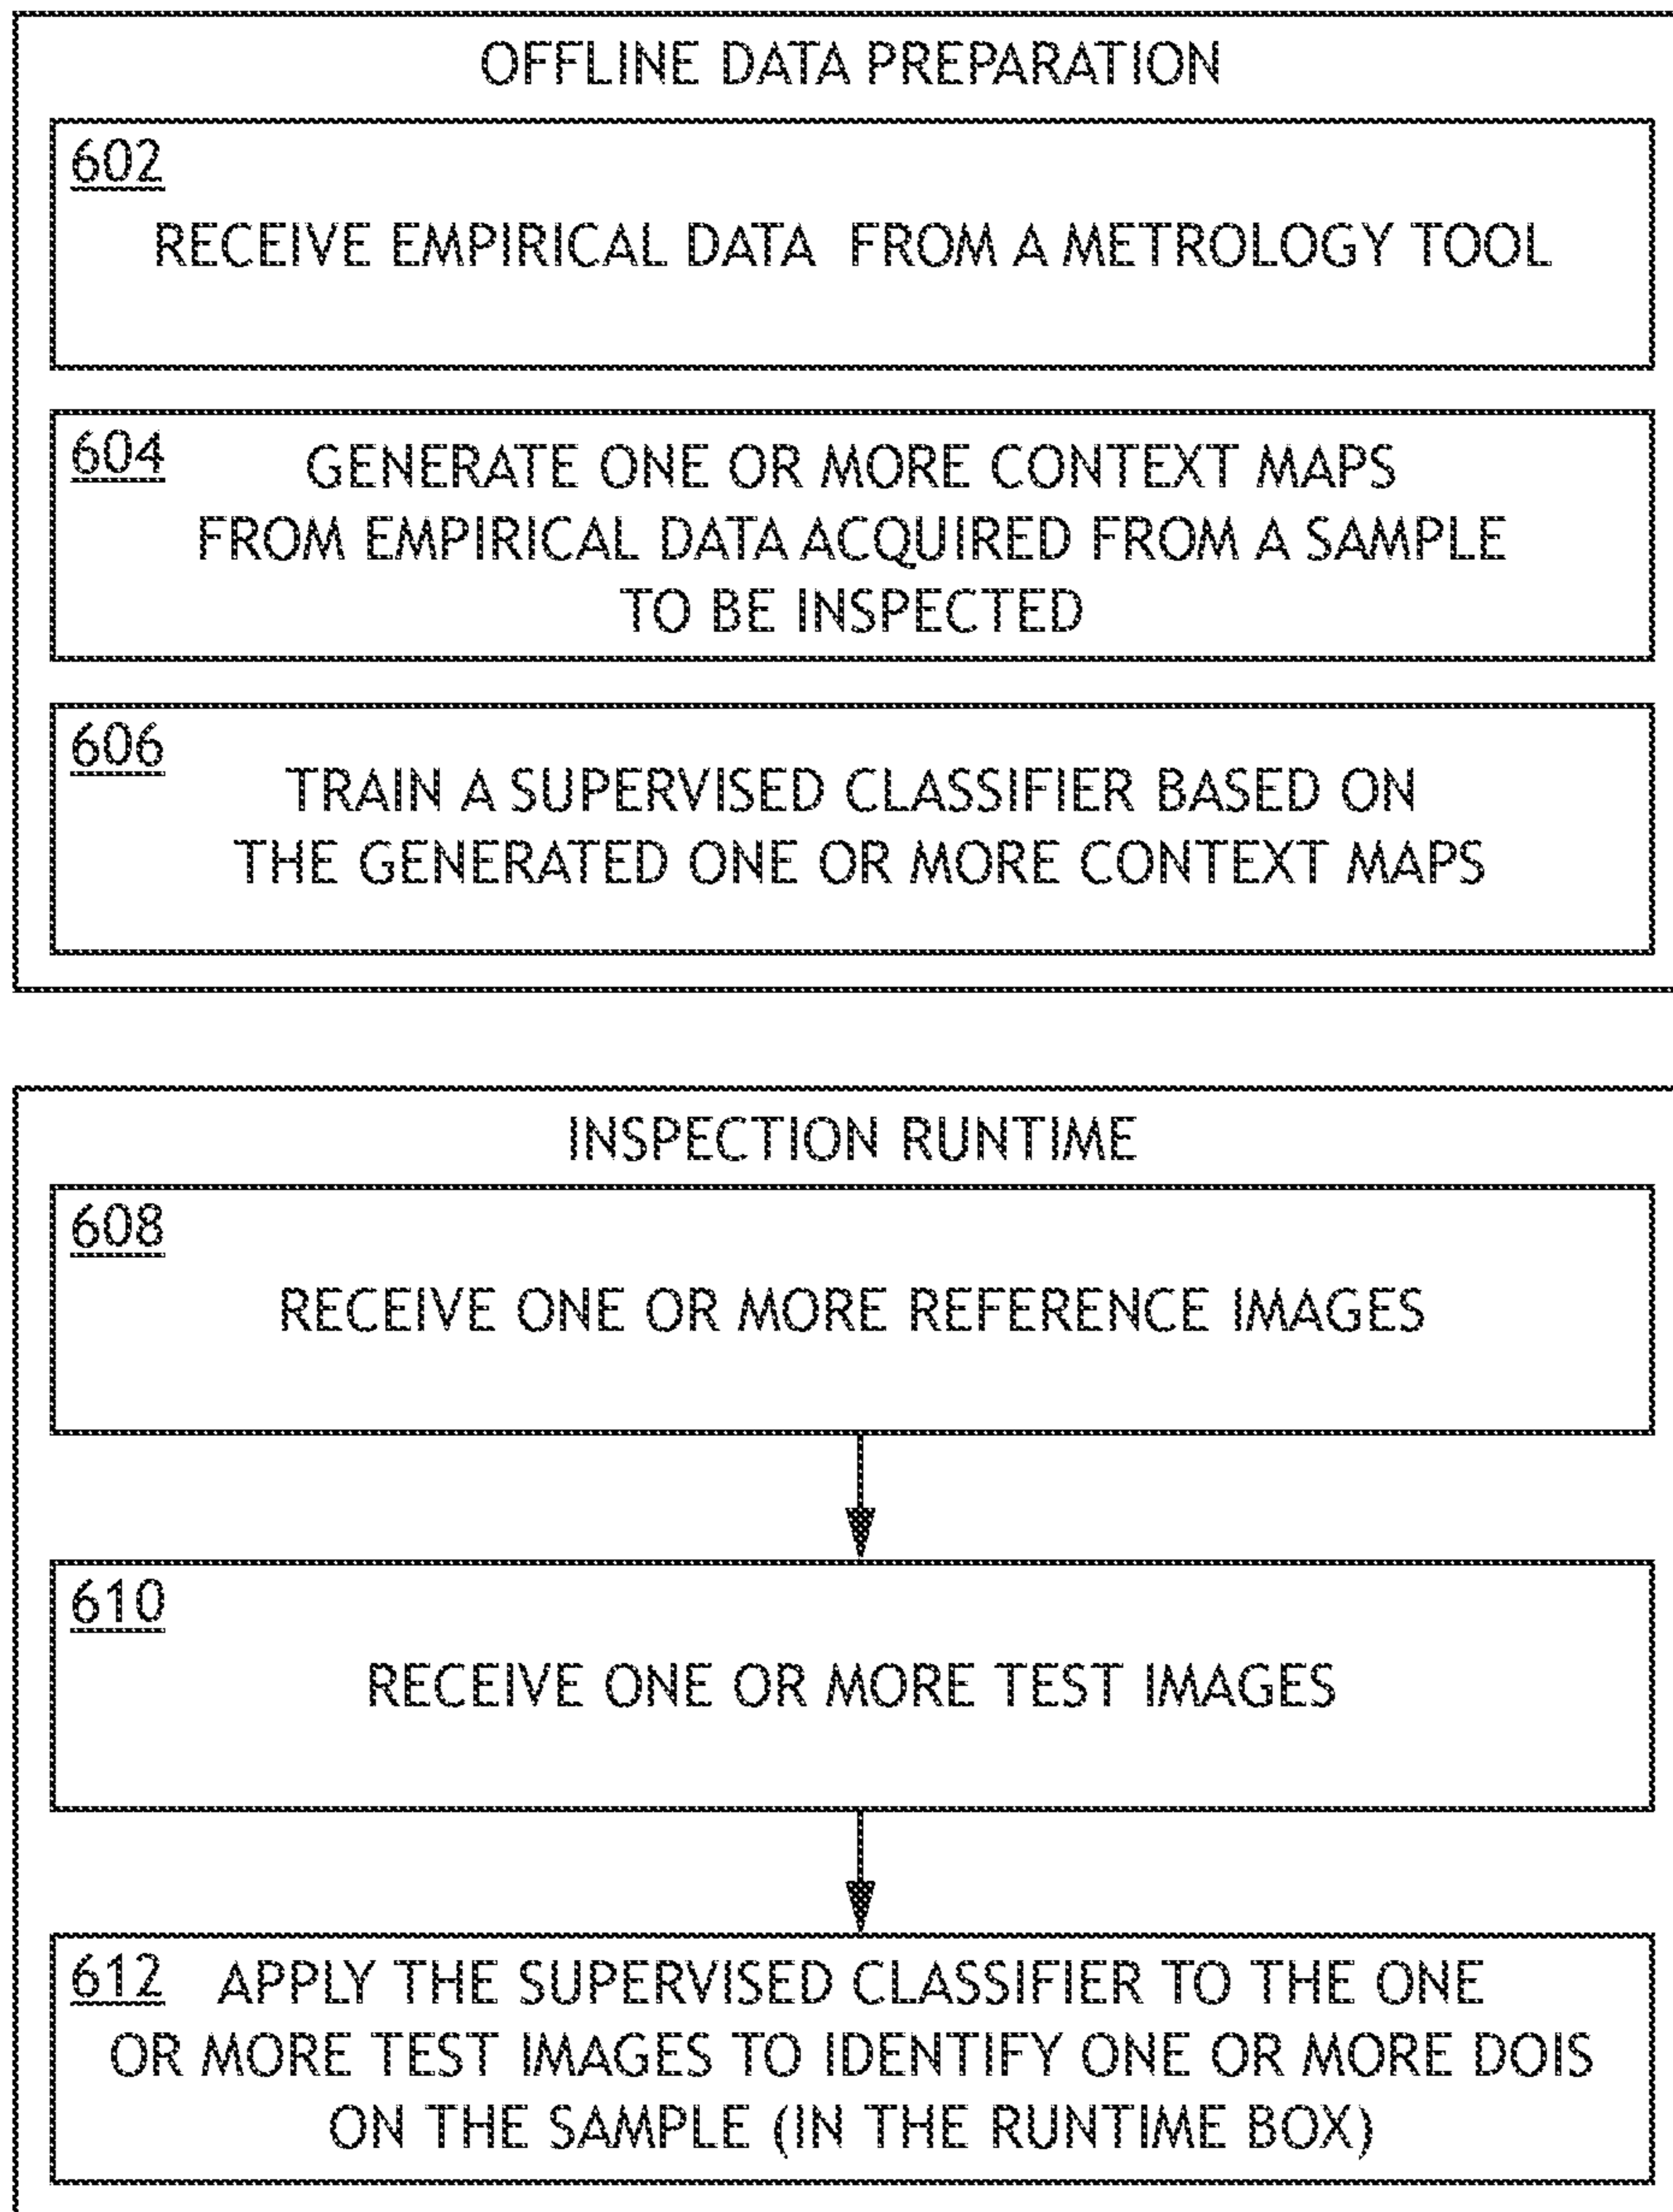 OFFLINE DATA PREPARATION
602
RECEIVE EMPIRICAL DATA FROM A METROLOGY TOOL
604
GENERATE ONE OR MORE CONTEXT MAPS
FROM EMPIRICAL DATA ACQUIRED FROM A SAMPLE
TO BE INSPECTED
606
TRAIN A SUPERVISED CLASSIFIER BASED ON
THE GENERATED ONE OR MORE CONTEXT MAPS
INSPECTION RUNTIME
608
RECEIVE ONE OR MORE REFERENCE IMAGES
610
RECEIVE ONE OR MORE TEST IMAGES
612 APPLY THE SUPERVISED CLASSIFIER TO THE ONE
OR MORE TEST IMAGES TO IDENTIFY ONE OR MORE DOIS
ON THE SAMPLE (IN THE RUNTIME BOX)